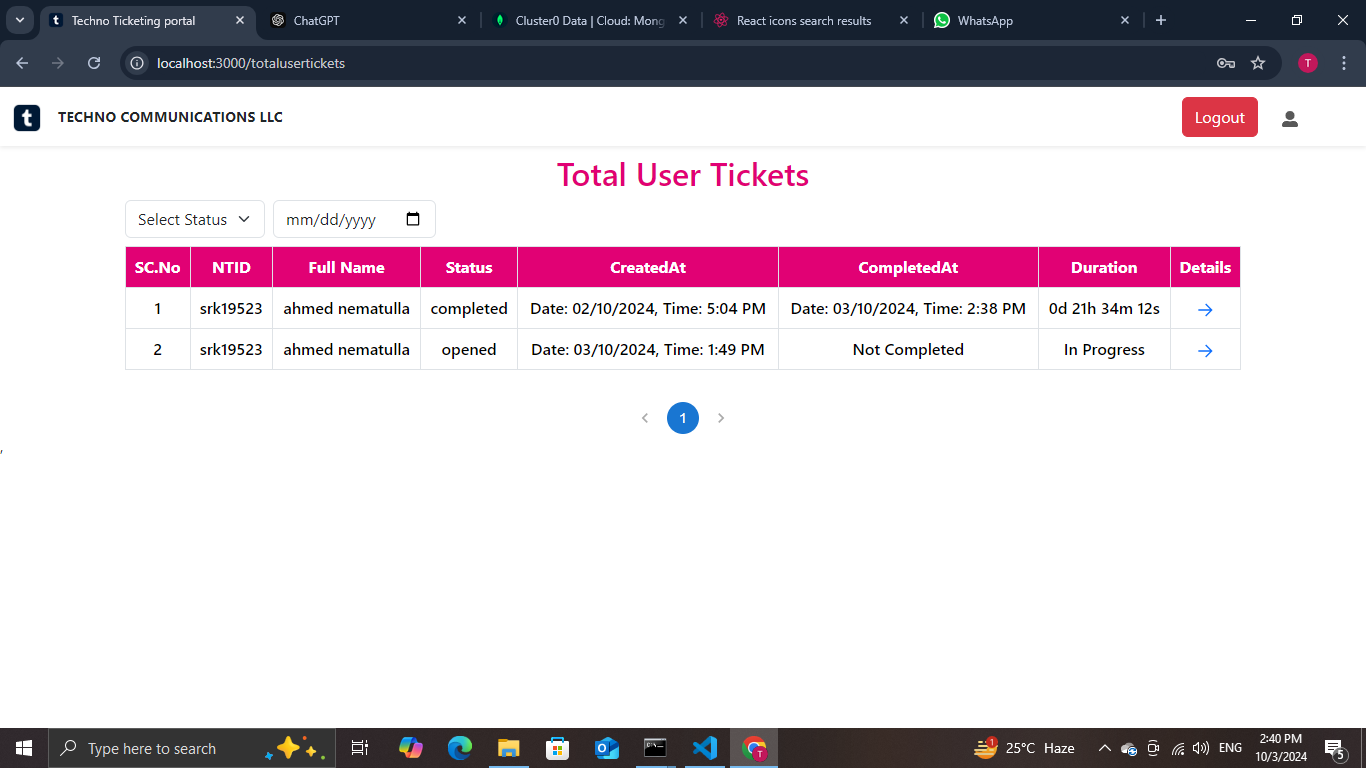 Techno Ticketing portal ChatGPT Cluster0 Data | Cloud: Mong React icons search results WhatsApp
localhost:3000/totalusertickets T
t TECHNO COMMUNICATIONS LLC Logout
Total User Tickets
Select Status mm/dd/yyyy
SC.No NTID Full Name Status CreatedAt CompletedAt Duration Details
1 srk19523 ahmed nematulla completed Date: 02/10/2024, Time: 5:04 PM Date: 03/10/2024, Time: 2:38 PM 0d 21h 34m 12s →
2 srk19523 ahmed nematulla opened Date: 03/10/2024, Time: 1:49 PM Not Completed In Progress →
< 1 >
,
Type here to search 1 25°C Haze ENG 2:40 PM
10/3/2024 5